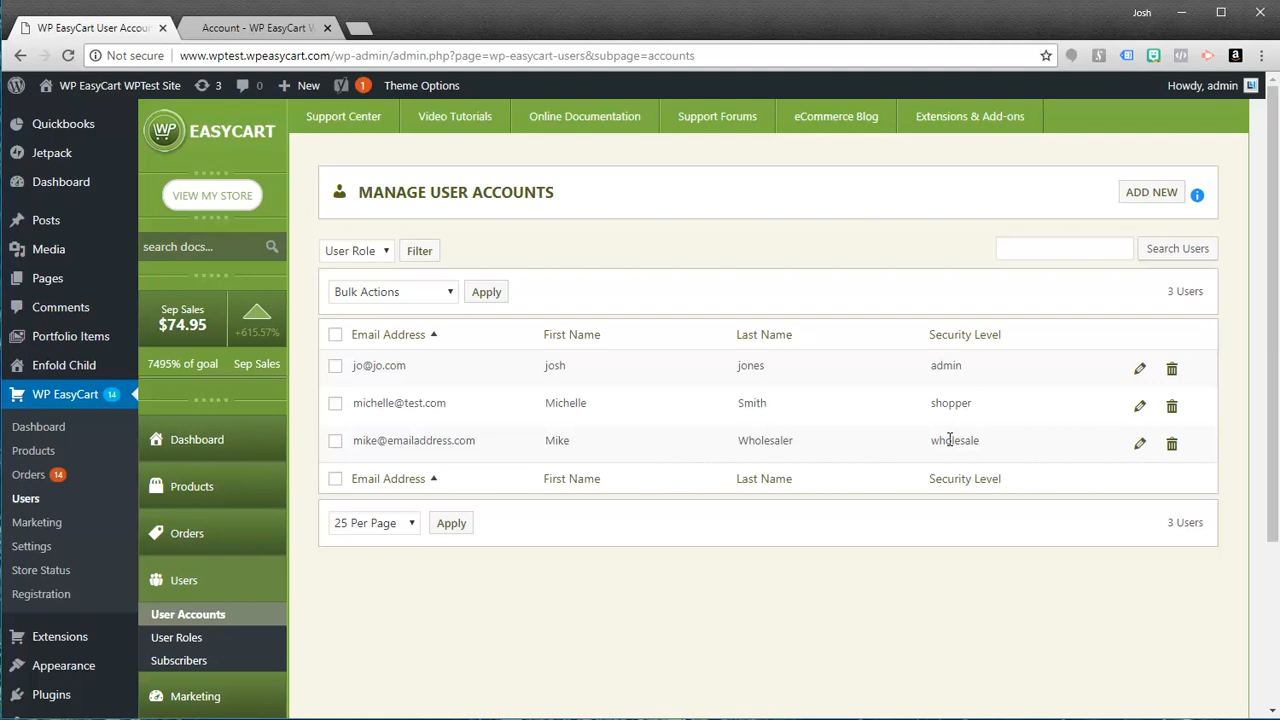 Josh
WP EasyCart User Accoun
Account - WP EasyCart W
Not secure www.wptest.wpeasycart.com/wp-admin/admin.php?page=wp-easycart-users&subpage=accounts
WP EasyCart WPTest Site 3 0 New 1 Theme Options Howdy, admin
Quickbooks
Jetpack
Dashboard
Posts
Media
Pages
Comments
Portfolio Items
Enfold Child
WP EasyCart 14
Dashboard
Products
Orders 14
Users
Marketing
Settings
Store Status
Registration
Extensions
Appearance
Plugins
WP EASYCART
VIEW MY STORE
search docs...
Sep Sales
$74.95
+615.57%
7495% of goal Sep Sales
Dashboard
Products
Orders
Users
User Accounts
User Roles
Subscribers
Marketing
Support Center Video Tutorials Online Documentation Support Forums eCommerce Blog Extensions & Add-ons
MANAGE USER ACCOUNTS ADD NEW
User Role Filter Search Users
Bulk Actions Apply 3 Users
Email Address First Name Last Name Security Level
jo@jo.com josh jones admin
michelle@test.com Michelle Smith shopper
mike@emailaddress.com Mike Wholesaler wholesale
Email Address First Name Last Name Security Level
25 Per Page Apply 3 Users